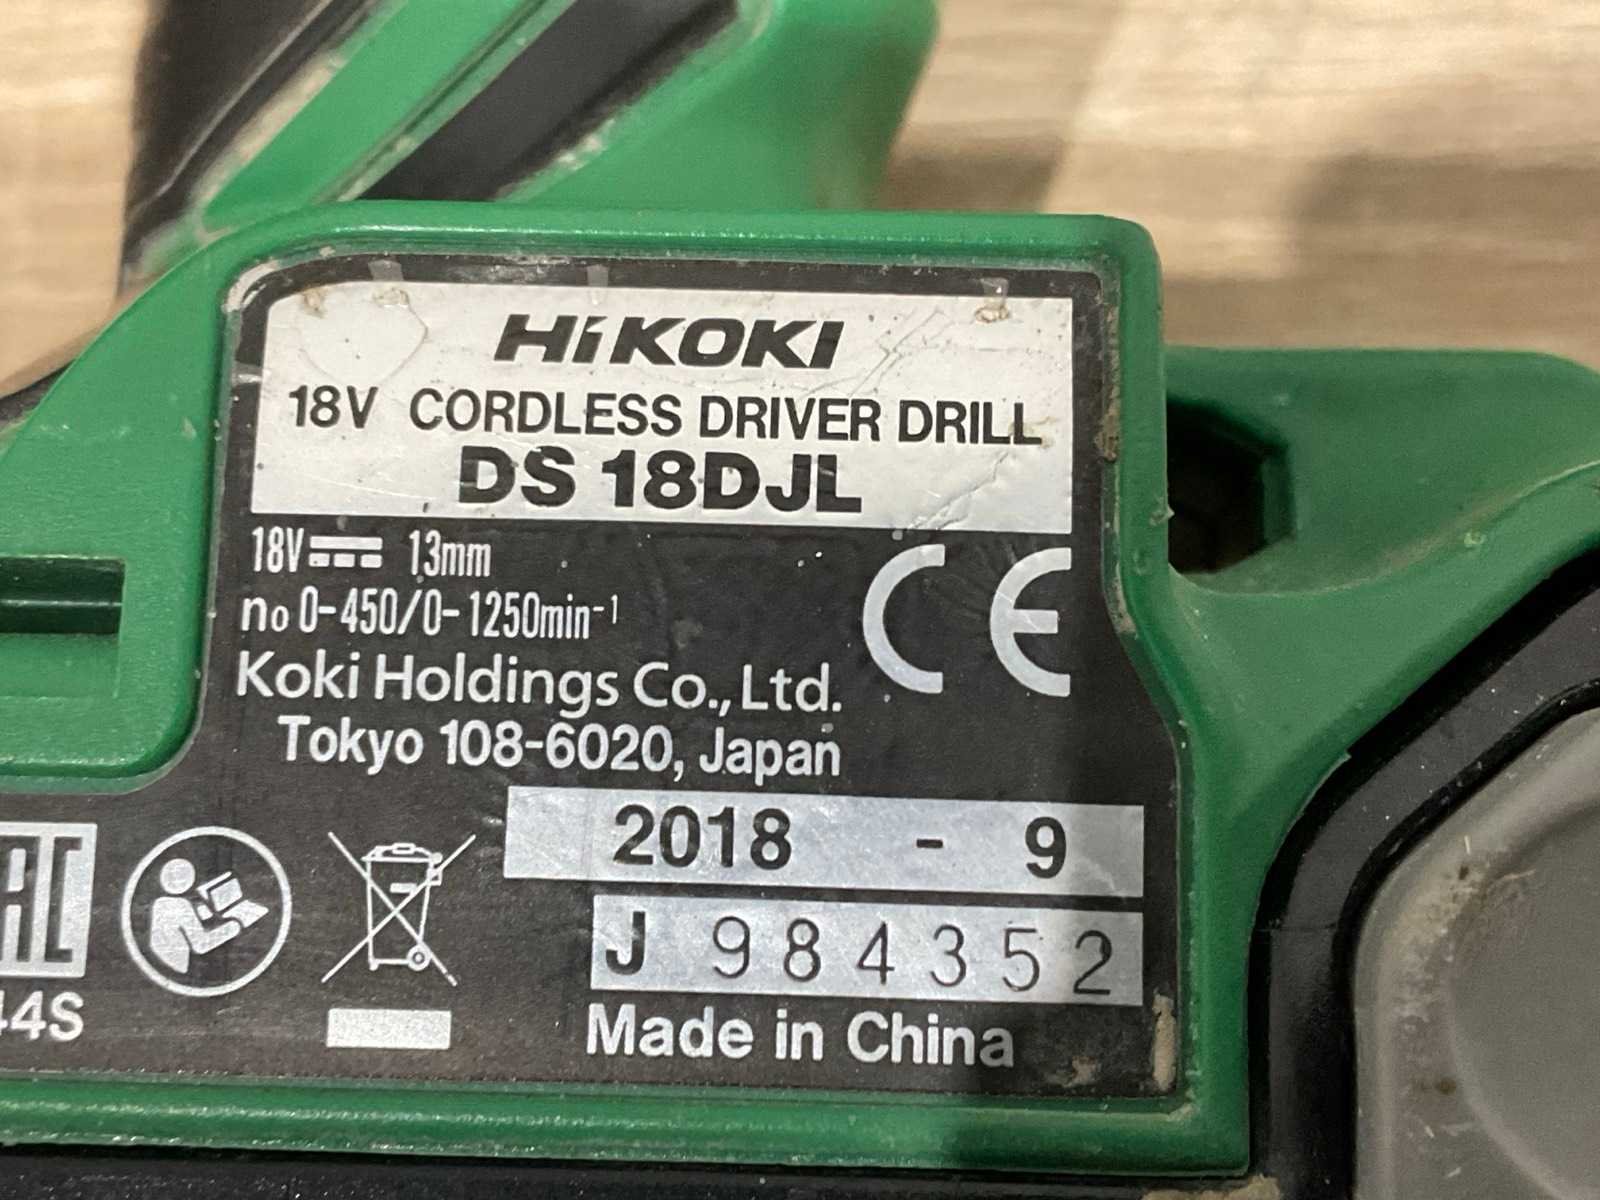 HiKOKI
18V CORDLESS DRIVER DRILL
DS 18DJL
18V⎓ 13mm
no 0-450/0-1250min⁻¹
Koki Holdings Co., Ltd.
Tokyo 108-6020, Japan
CE
2018 - 9
J 984352
44S
Made in China